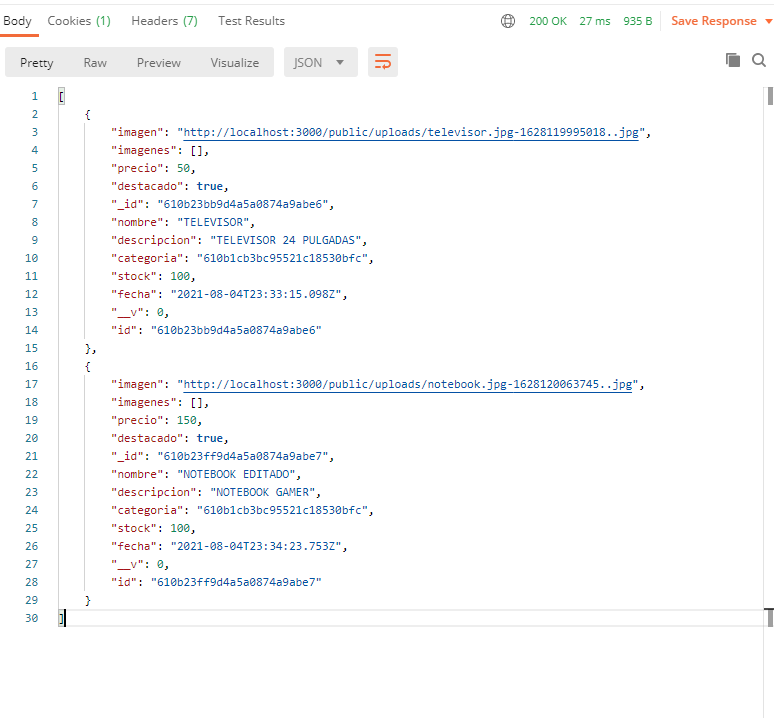 Body Cookies (1) Headers (7) Test Results 200 OK 27 ms 935 B Save Response
Pretty Raw Preview Visualize JSON
1 [
2 {
3 "imagen": "http://localhost:3000/public/uploads/televisor.jpg-1628119995018..jpg",
4 "imagenes": [],
5 "precio": 50,
6 "destacado": true,
7 "_id": "610b23bb9d4a5a0874a9abe6",
8 "nombre": "TELEVISOR",
9 "descripcion": "TELEVISOR 24 PULGADAS",
10 "categoria": "610b1cb3bc95521c18530bfc",
11 "stock": 100,
12 "fecha": "2021-08-04T23:33:15.098Z",
13 "__v": 0,
14 "id": "610b23bb9d4a5a0874a9abe6"
15 },
16 {
17 "imagen": "http://localhost:3000/public/uploads/notebook.jpg-1628120063745..jpg",
18 "imagenes": [],
19 "precio": 150,
20 "destacado": true,
21 "_id": "610b23ff9d4a5a0874a9abe7",
22 "nombre": "NOTEBOOK EDITADO",
23 "descripcion": "NOTEBOOK GAMER",
24 "categoria": "610b1cb3bc95521c18530bfc",
25 "stock": 100,
26 "fecha": "2021-08-04T23:34:23.753Z",
27 "__v": 0,
28 "id": "610b23ff9d4a5a0874a9abe7"
29 }
30 ]